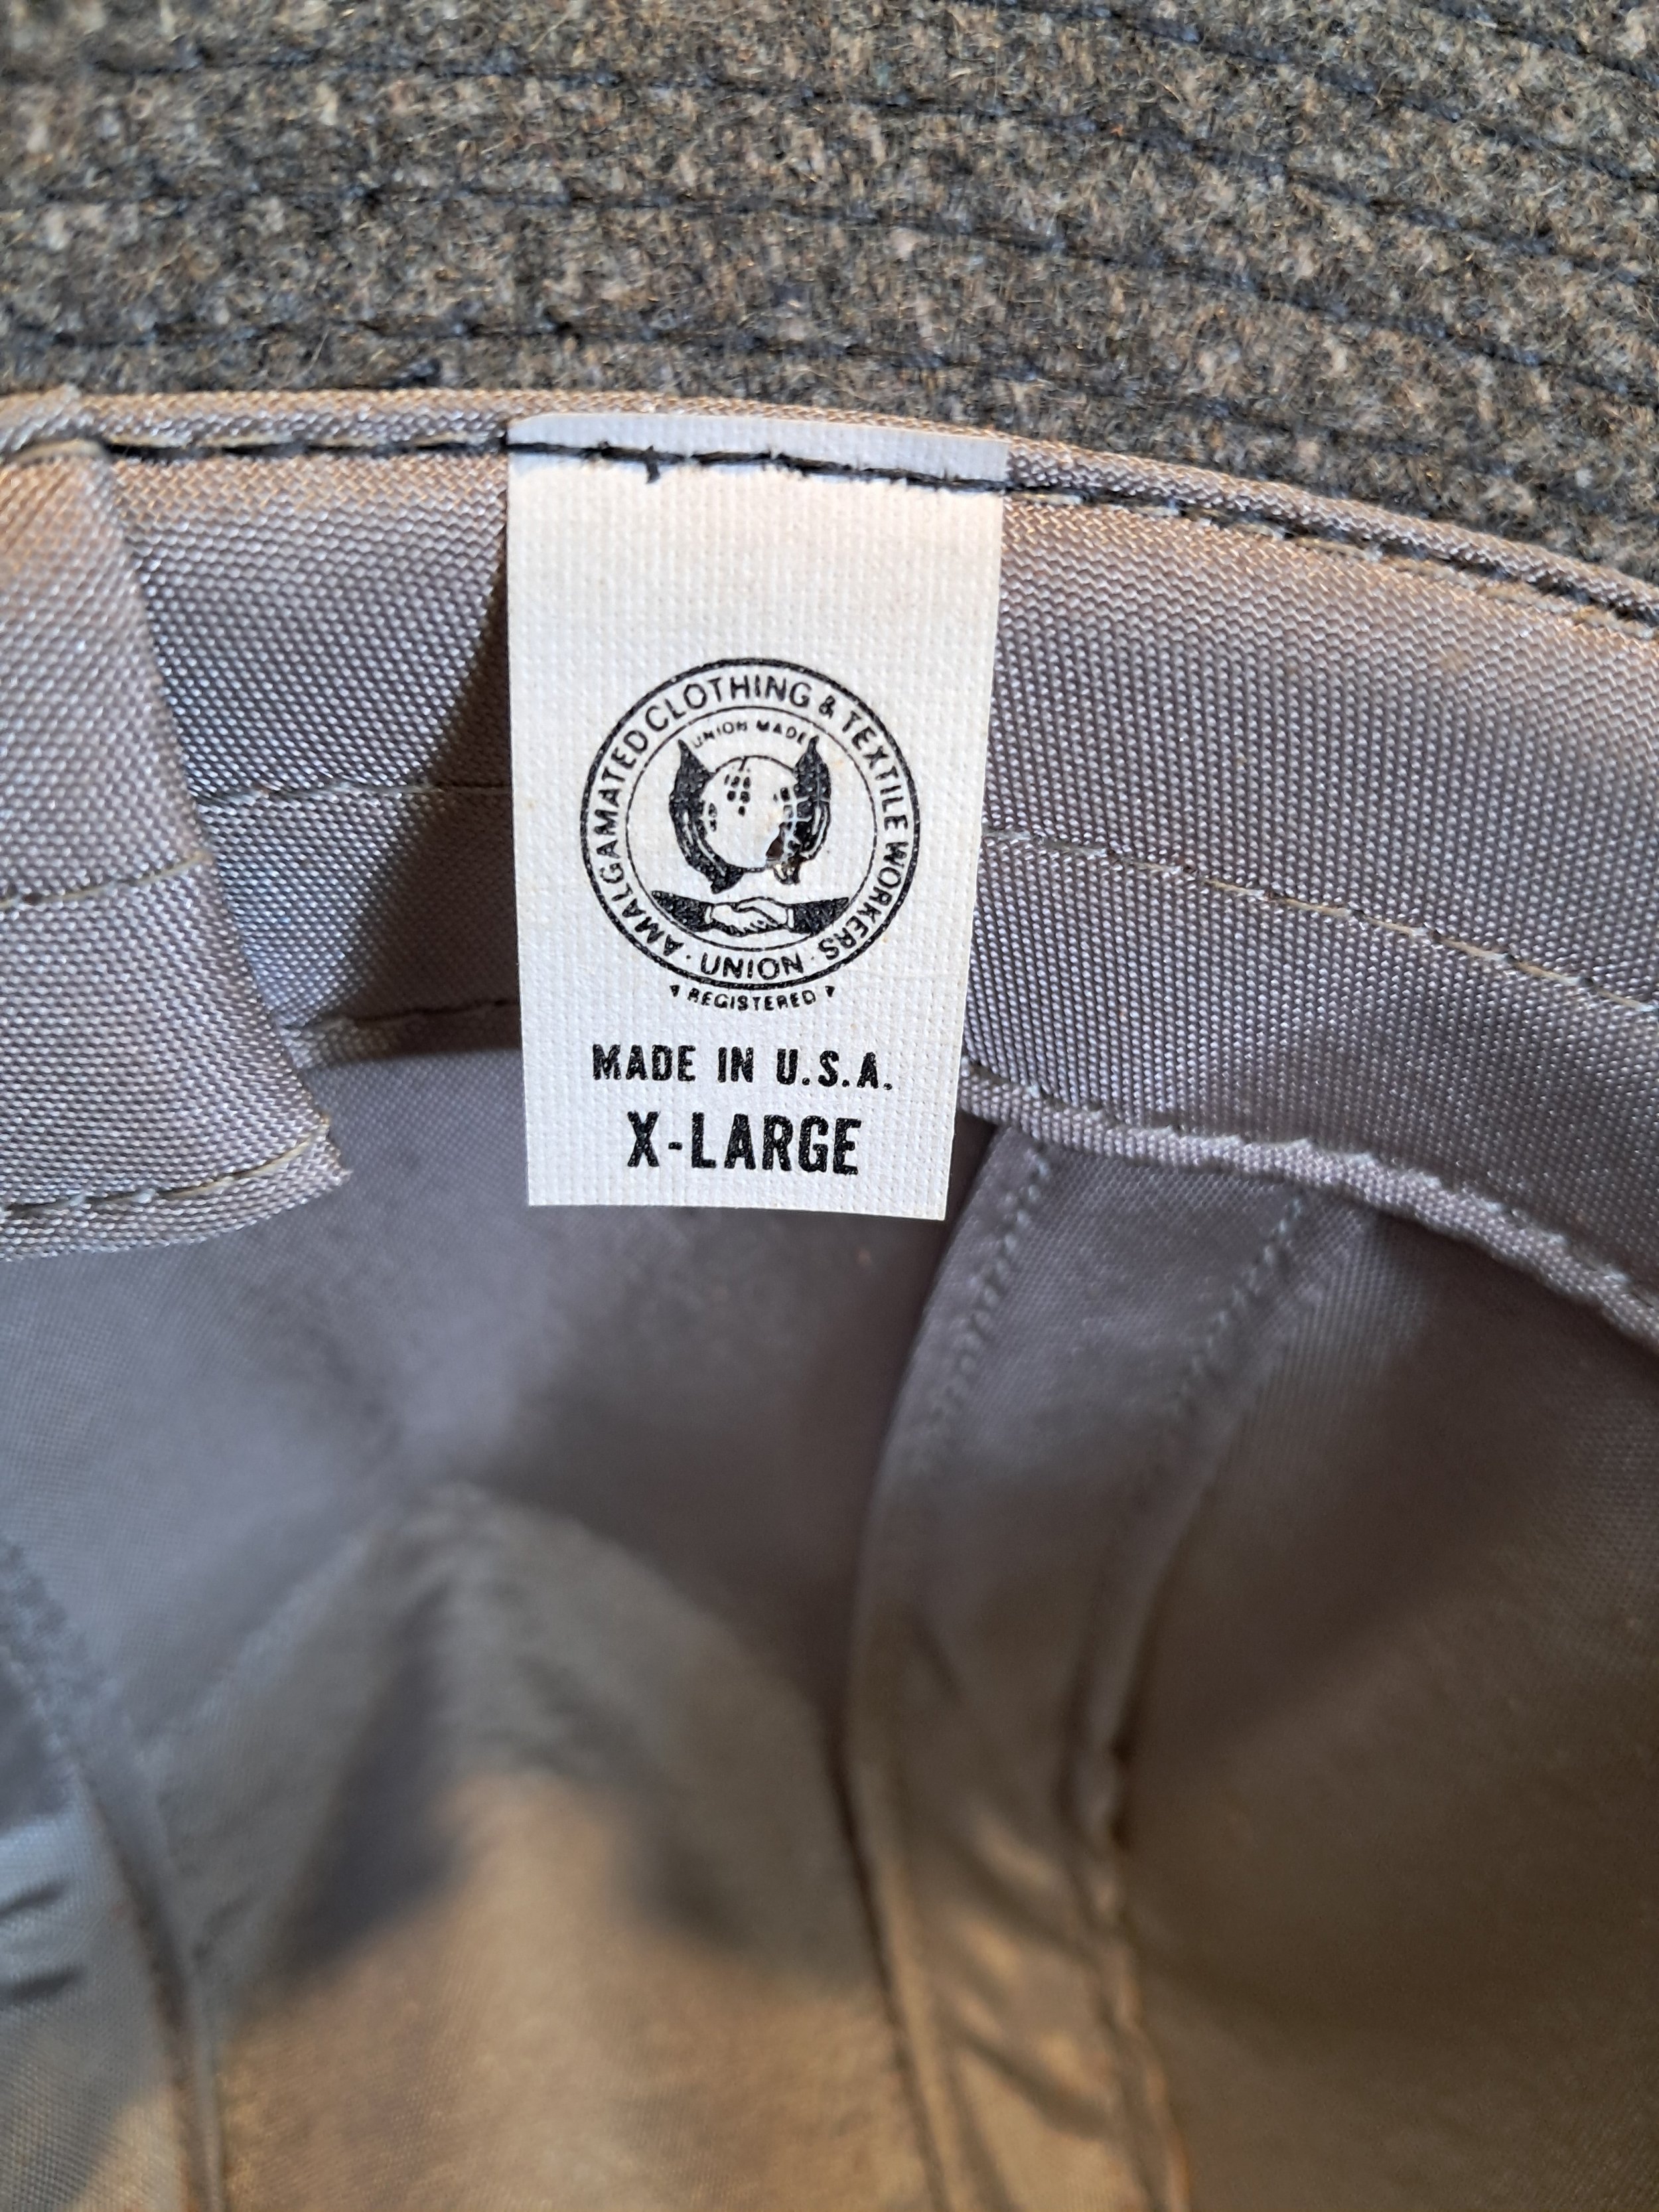 AMALGAMATED CLOTHING & TEXTILE WORKERS
· UNION ·
UNION MADE
REGISTERED
MADE IN U.S.A.
X-LARGE